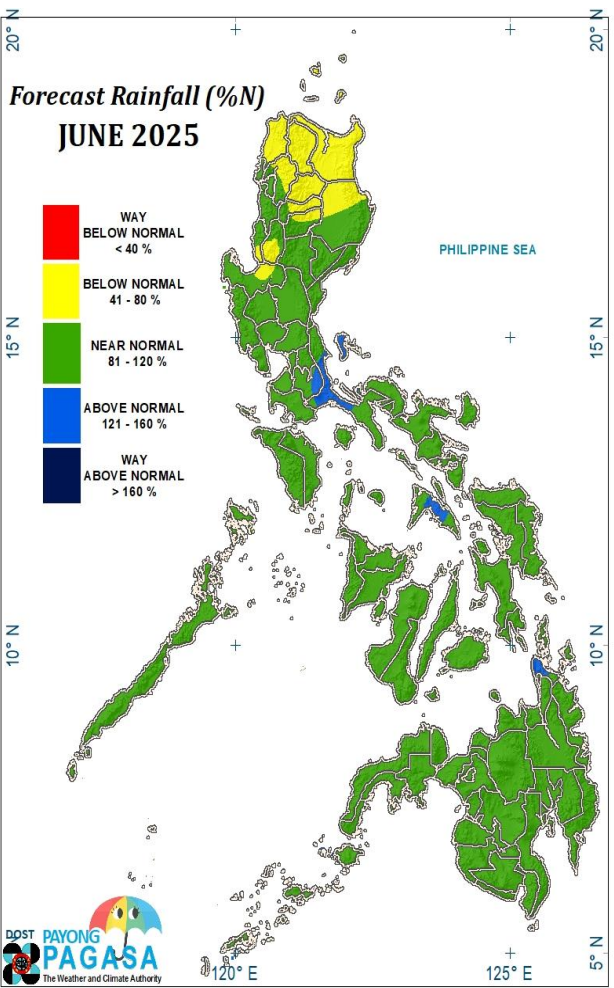 20° N
20° N
Forecast Rainfall (%N)
JUNE 2025
WAY
BELOW NORMAL
< 40 %
BELOW NORMAL
41 - 80 %
NEAR NORMAL
81 - 120 %
ABOVE NORMAL
121 - 160 %
WAY
ABOVE NORMAL
> 160 %
PHILIPPINE SEA
15° N
15° N
10° N
10° N
DOST
PAYONG
PAGASA
The Weather and Climate Authority
120° E
125° E
5° N